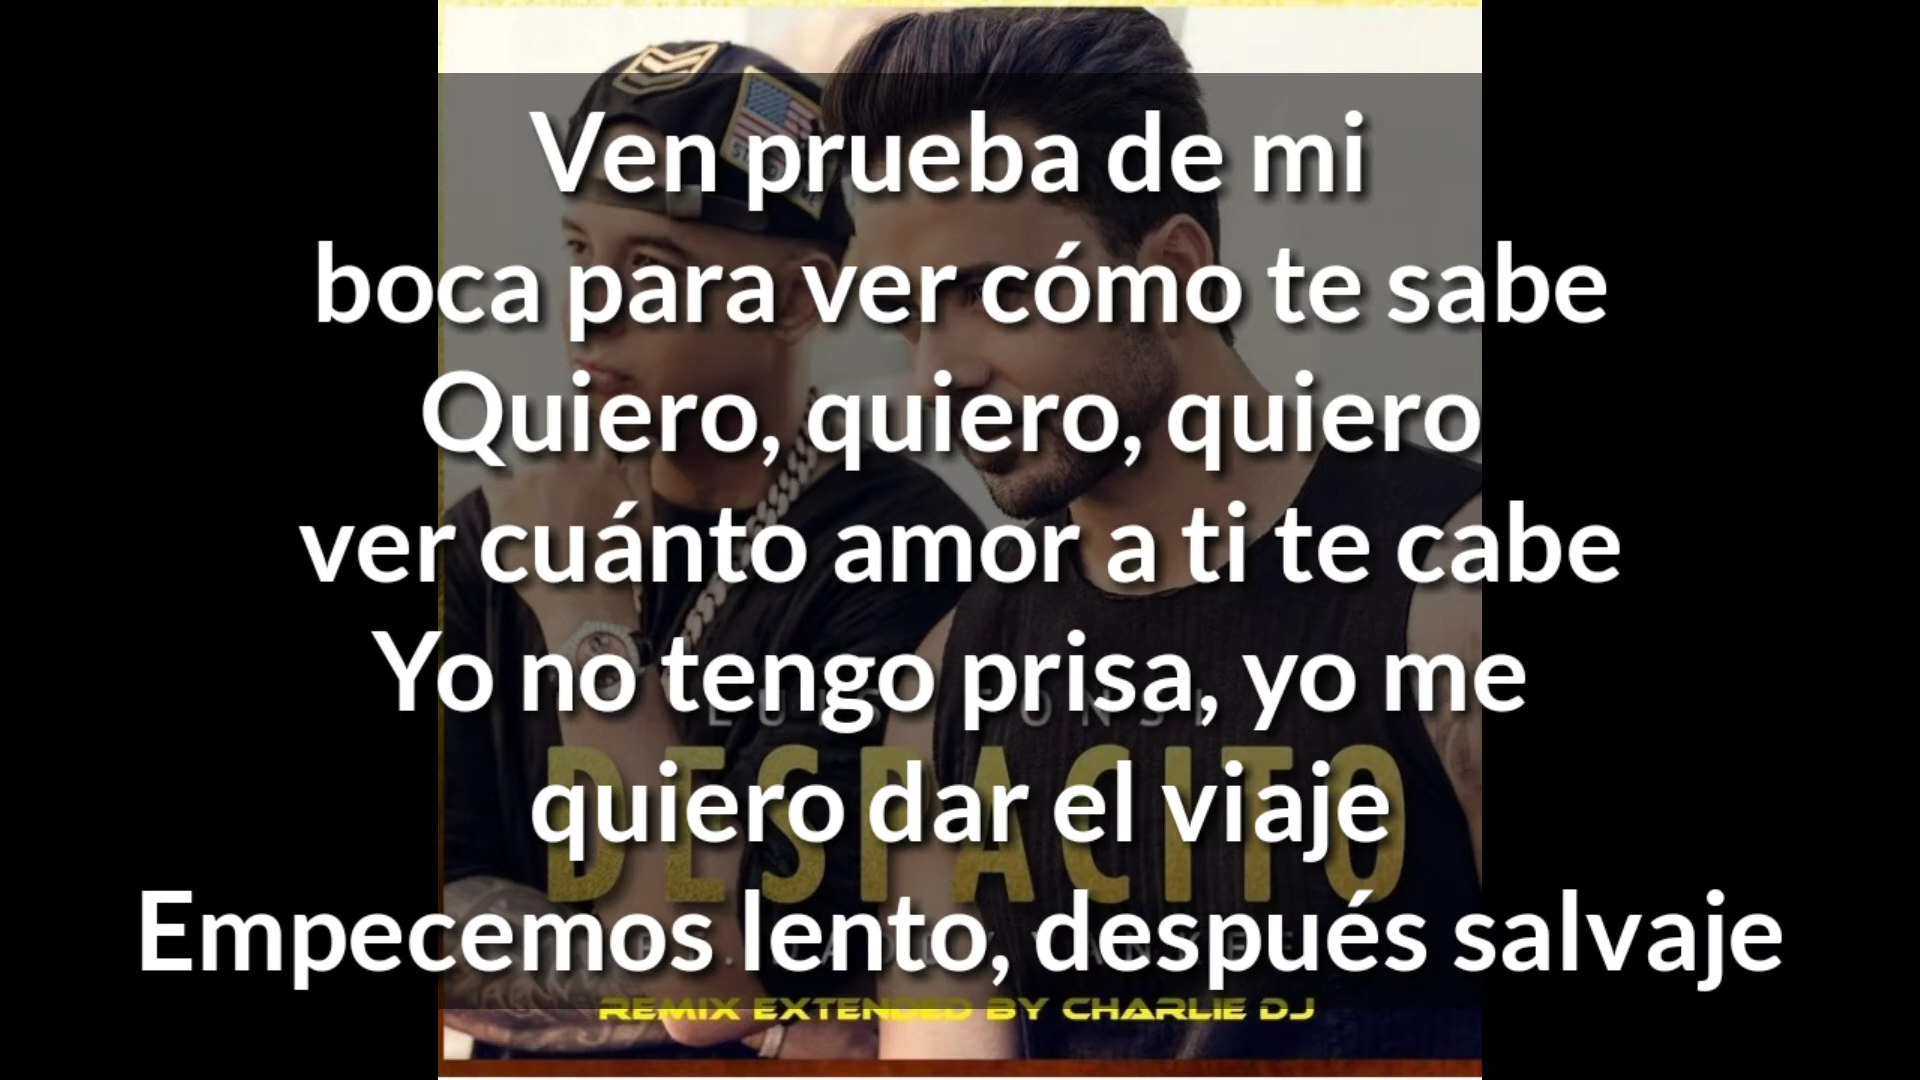 Ven prueba de mi
boca para ver cómo te sabe
Quiero, quiero, quiero
ver cuánto amor a ti te cabe
Yo no tengo prisa, yo me
LUIS FONSI
quiero dar el viaje
DESPACITO
Empecemos lento, después salvaje
REMIX EXTENDED BY CHARLIE DJ